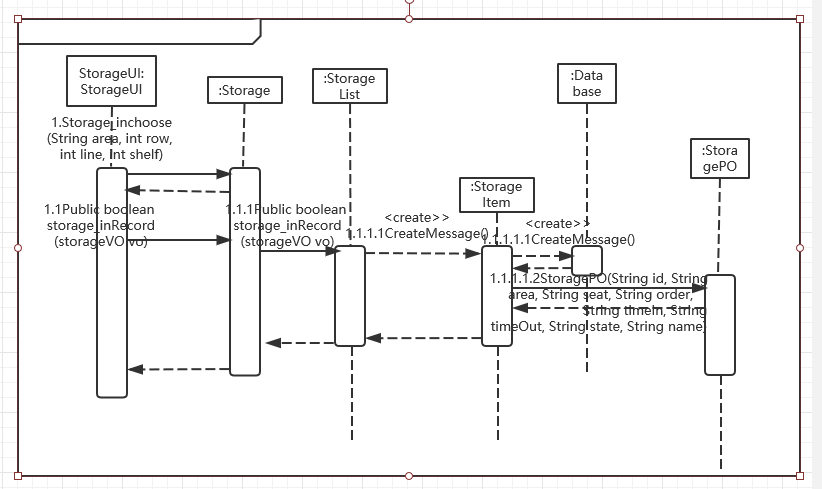 StorageUI:
StorageUI
:Storage
:Storage
List
:Data
base
:Stora
gePO
:Storage
Item
1.Storage_inchoose
(String area, int row,
int line, int shelf)
1.1Public boolean
storage_inRecord
(storageVO vo)
1.1.1Public boolean
storage_inRecord
(storageVO vo)
<create>>
1.1.1.1CreateMessage()
<create>>
1.1.1.1.1CreateMessage()
1.1.1.1.2StoragePO(String id, String
area, String seat, String order,
String timeIn, String
timeOut, String state, String name)